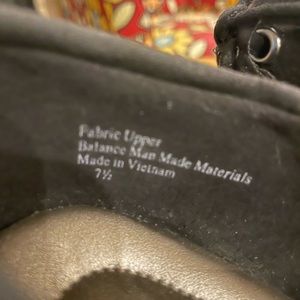 Fabric Upper
Balance Man Made Materials
Made in Vietnam
7½